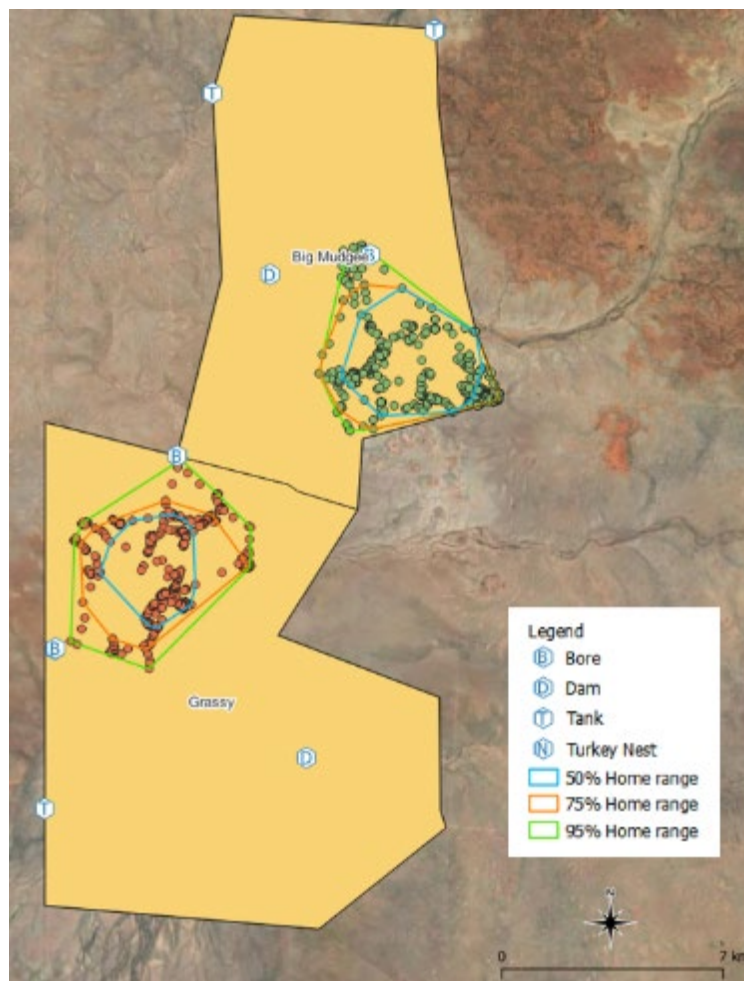 T
T
Big Mudgee
B
D
B
B
Grassy
D
T
Legend
B Bore
D Dam
T Tank
N Turkey Nest
50% Home range
75% Home range
95% Home range
N
0 7 km